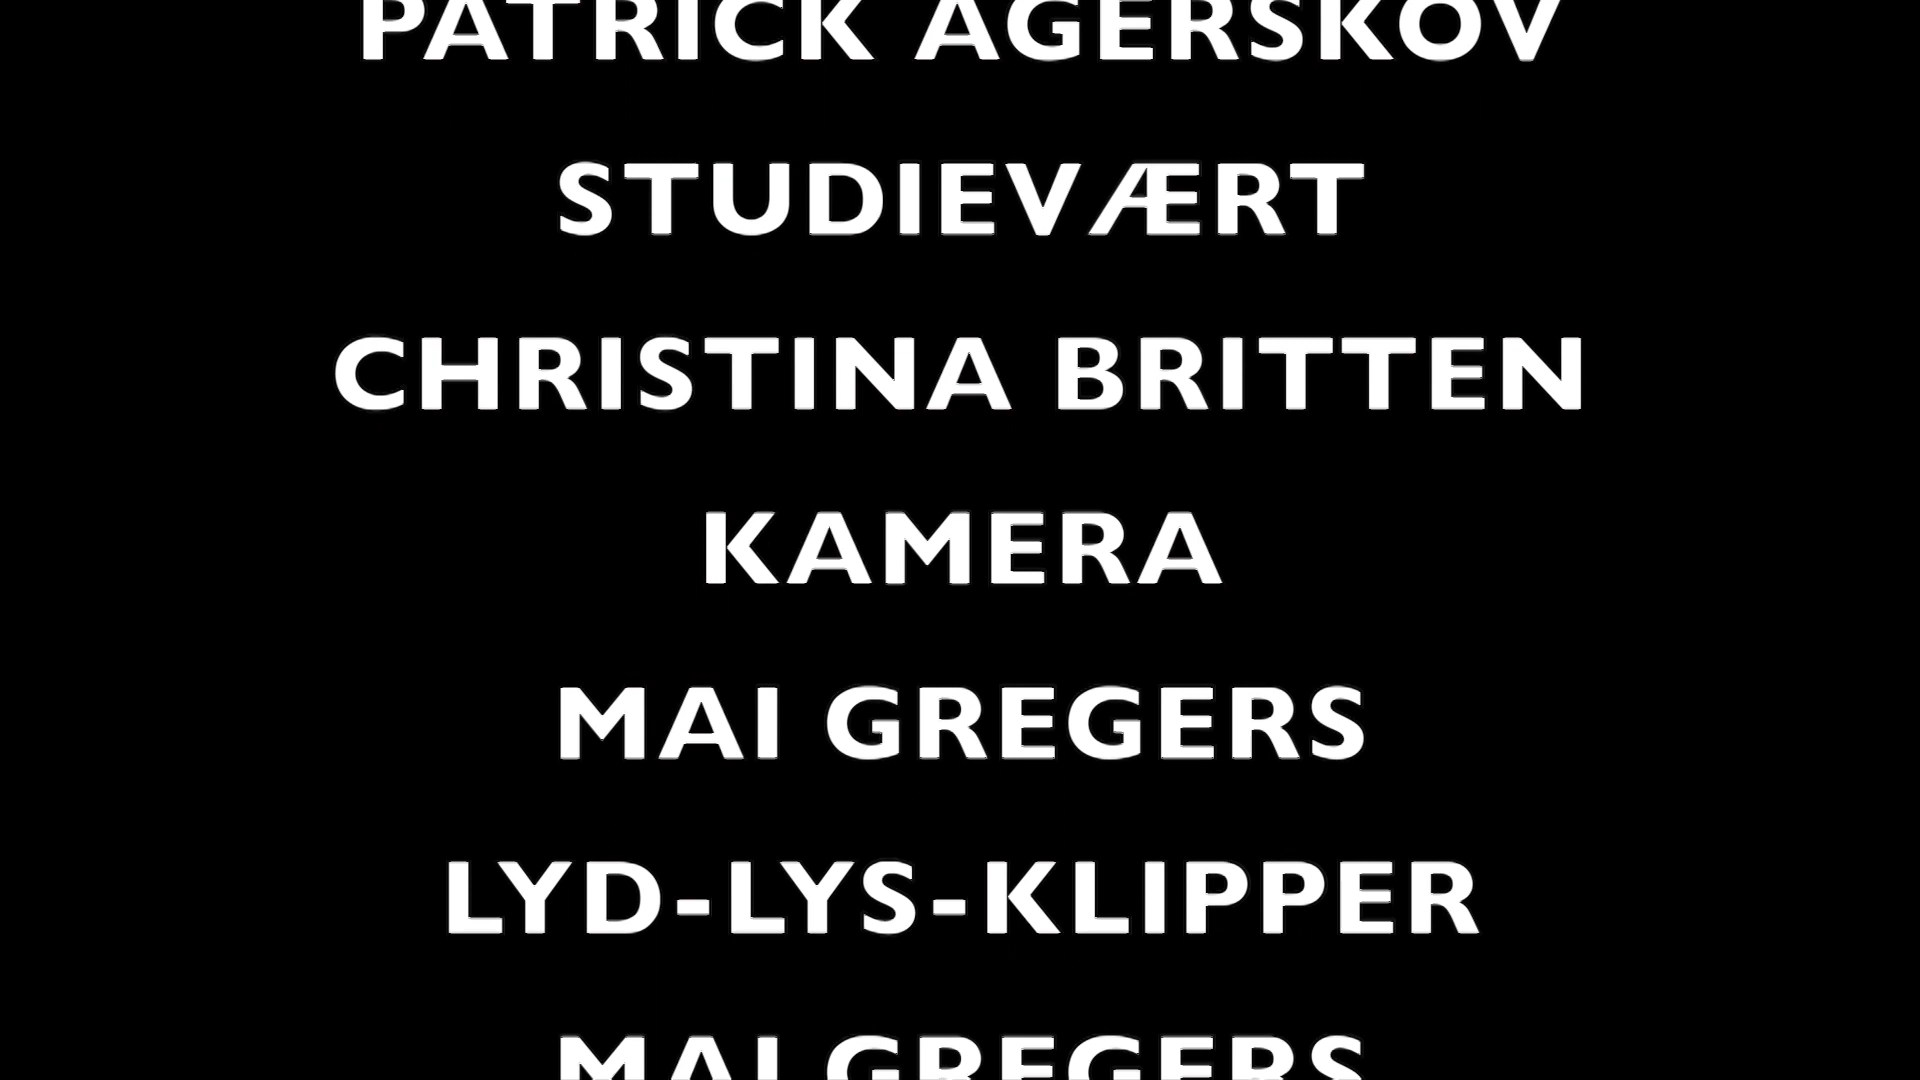 PATRICK AGERSKOV
STUDIEVÆRT
CHRISTINA BRITTEN
KAMERA
MAI GREGERS
LYD-LYS-KLIPPER
MAI GREGERS